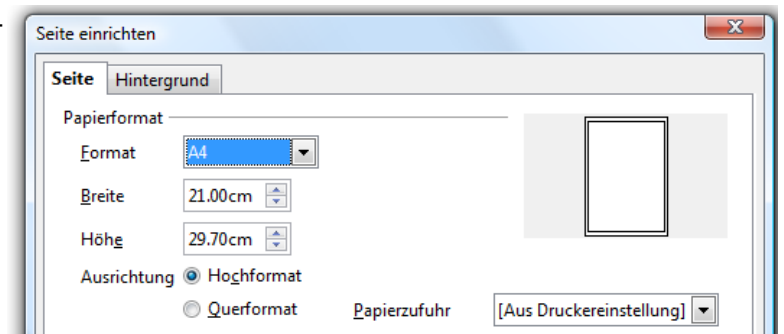 Seite einrichten
Seite Hintergrund
Papierformat
Format A4
Breite 21.00cm
Höhe 29.70cm
Ausrichtung Hochformat
Querformat Papierzufuhr [Aus Druckereinstellung]